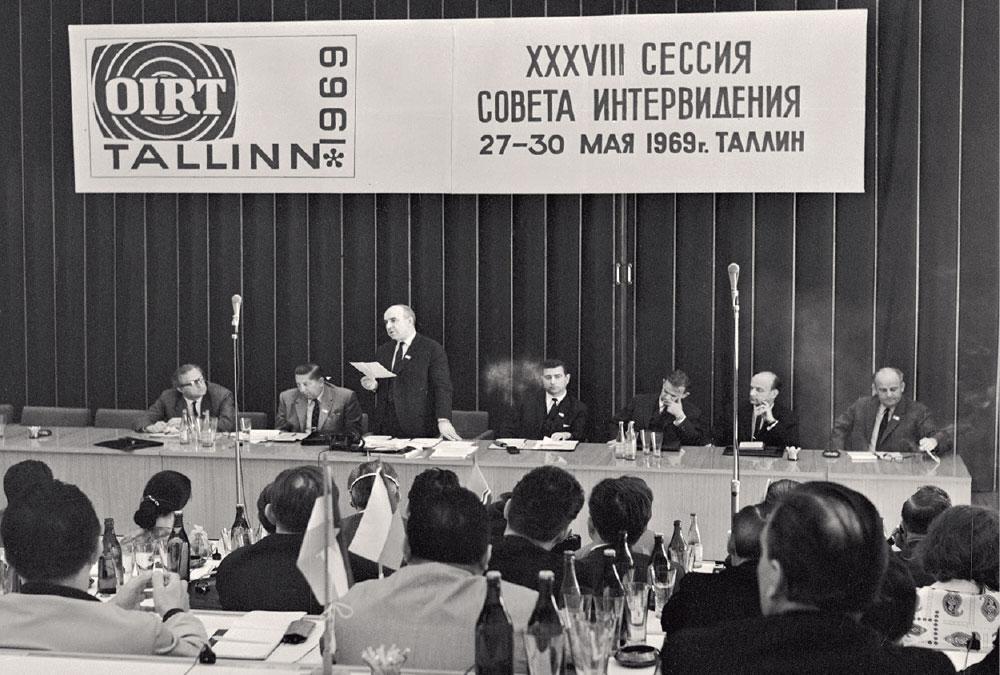 OIRT
TALLINN*
1969
XXXVIII СЕССИЯ
СОВЕТА ИНТЕРВИДЕНИЯ
27-30 МАЯ 1969г. ТАЛЛИН